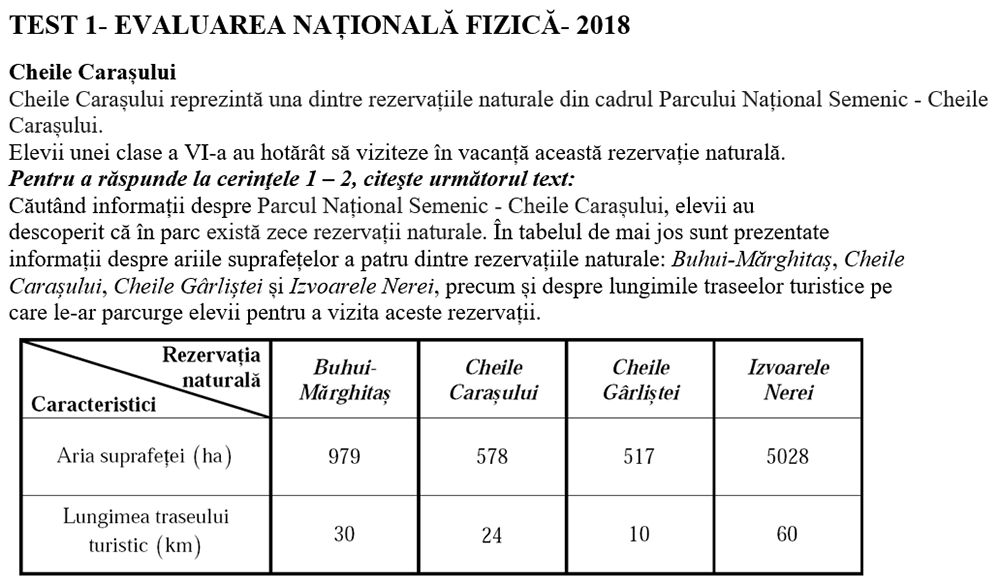 TEST 1- EVALUAREA NAȚIONALĂ FIZICĂ- 2018
Cheile Carașului
Cheile Carașului reprezintă una dintre rezervațiile naturale din cadrul Parcului Național Semenic - Cheile
Carașului.
Elevii unei clase a VI-a au hotărât să viziteze în vacanță această rezervație naturală.
Pentru a răspunde la cerinţele 1 – 2, citeşte următorul text:
Căutând informații despre Parcul Național Semenic - Cheile Carașului, elevii au
descoperit că în parc există zece rezervații naturale. În tabelul de mai jos sunt prezentate
informații despre ariile suprafețelor a patru dintre rezervațiile naturale: Buhui-Mărghitaș, Cheile
Carașului, Cheile Gârliștei și Izvoarele Nerei, precum și despre lungimile traseelor turistice pe
care le-ar parcurge elevii pentru a vizita aceste rezervații.
Rezervația
naturală
Caracteristici
Buhui-
Mărghitaș
Cheile
Carașului
Cheile
Gârliștei
Izvoarele
Nerei
Aria suprafeței (ha) 979 578 517 5028
Lungimea traseului
turistic (km) 30 24 10 60